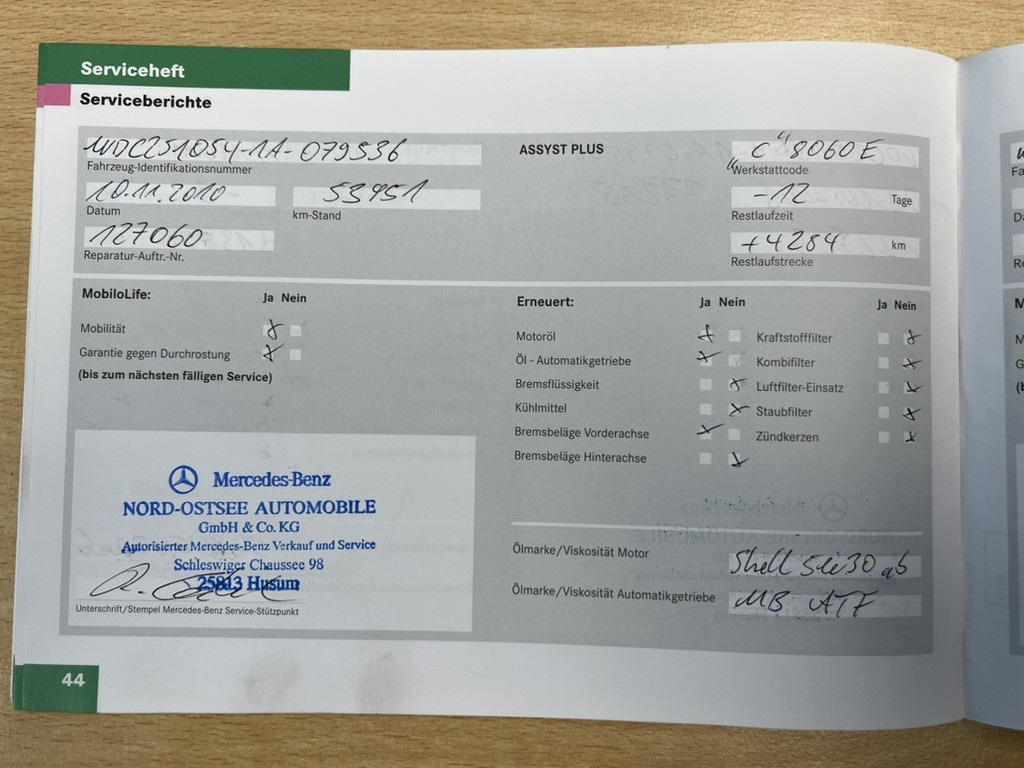 Serviceheft
Serviceberichte
WDC251054-1A-079536
Fahrzeug-Identifikationsnummer
10.11.2010 53451
Datum km-Stand
127060
Reparatur-Auftr.-Nr.
ASSYST PLUS
"C" 8060E
Werkstattcode
-12 Tage
Restlaufzeit
+4284 km
Restlaufstrecke
MobiloLife: Ja Nein
Mobilität
Garantie gegen Durchrostung
(bis zum nächsten fälligen Service)
Mercedes-Benz
NORD-OSTSEE AUTOMOBILE
GmbH & Co. KG
Autorisierter Mercedes-Benz Verkauf und Service
Schleswiger Chaussee 98
25813 Husum
Unterschrift/Stempel Mercedes-Benz Service-Stützpunkt
Erneuert: Ja Nein Ja Nein
Motoröl Kraftstofffilter
Öl - Automatikgetriebe Kombifilter
Bremsflüssigkeit Luftfilter-Einsatz
Kühlmittel Staubfilter
Bremsbeläge Vorderachse Zündkerzen
Bremsbeläge Hinterachse
Ölmarke/Viskosität Motor Shell
Ölmarke/Viskosität Automatikgetriebe MB ATF
44